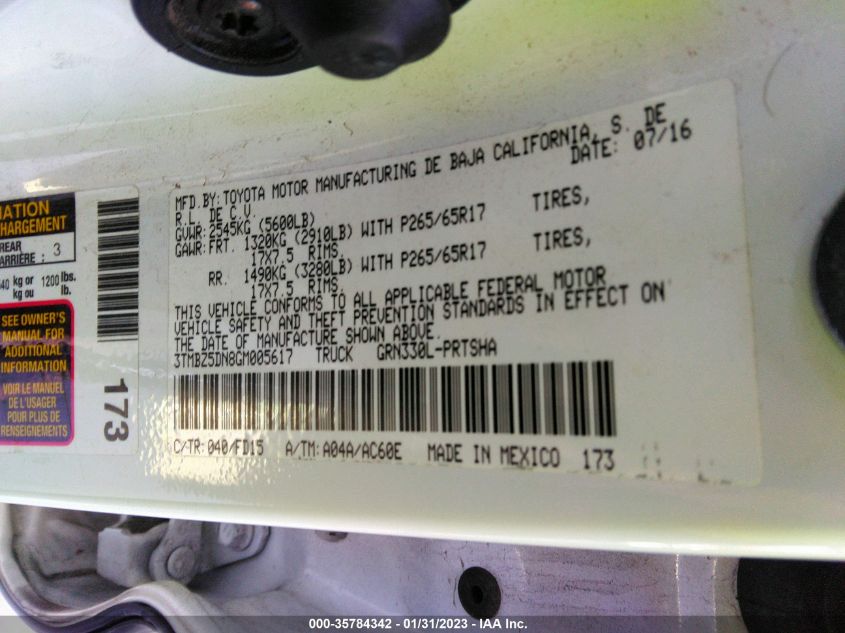 MFD.BY: TOYOTA MOTOR MANUFACTURING DE BAJA CALIFORNIA, S. DE
R.L. DE C.V. DATE: 07/16
GVWR: 2545KG (5600LB)
GAWR: FRT. 1320KG (2910LB) WITH P265/65R17 TIRES,
17X7.5 RIMS,
RR. 1490KG (3280LB) WITH P265/65R17 TIRES,
17X7.5 RIMS.
THIS VEHICLE CONFORMS TO ALL APPLICABLE FEDERAL MOTOR
VEHICLE SAFETY AND THEFT PREVENTION STANDARDS IN EFFECT ON
THE DATE OF MANUFACTURE SHOWN ABOVE.
3TMBZ5DN8GM005617 TRUCK GRN330L-PRTSHA
C/TR: 040/FD15 A/TM: A04A/AC60E MADE IN MEXICO 173
REAR
: 3
kg or 1200 lbs.
kg ou lb.
SEE OWNER'S
MANUAL FOR
ADDITIONAL
INFORMATION
VOIR LE MANUEL
DE L'USAGER
POUR PLUS DE
RENSEIGNEMENTS
173
000-35784342 - 01/31/2023 - IAA Inc.